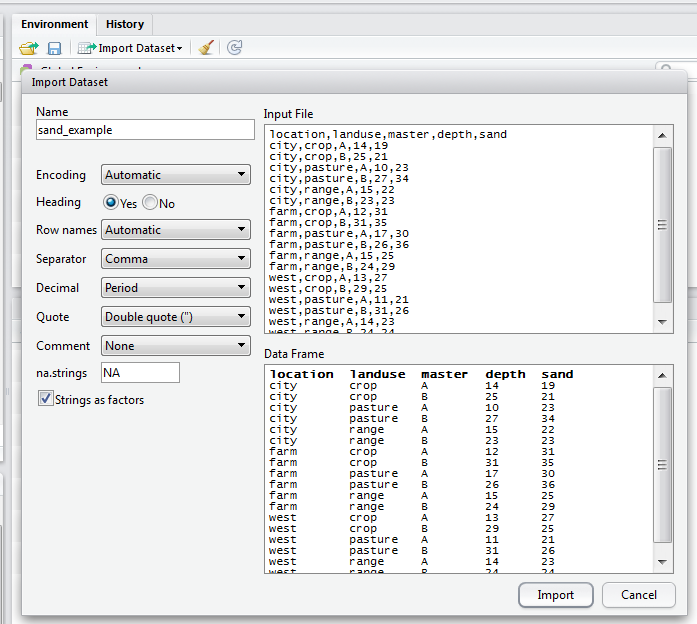 Environment History
Import Dataset
Import Dataset
Name
sand_example
Encoding Automatic
Heading Yes No
Row names Automatic
Separator Comma
Decimal Period
Quote Double quote (")
Comment None
na.strings NA
Strings as factors
Input File
location,landuse,master,depth,sand
city,crop,A,14,19
city,crop,B,25,21
city,pasture,A,10,23
city,pasture,B,27,34
city,range,A,15,22
city,range,B,23,23
farm,crop,A,12,31
farm,crop,B,31,35
farm,pasture,A,17,30
farm,pasture,B,26,36
farm,range,A,15,25
farm,range,B,24,29
west,crop,A,13,27
west,crop,B,29,25
west,pasture,A,11,21
west,pasture,B,31,26
west,range,A,14,23
west,range,B,24,24
Data Frame
location landuse master depth sand
city crop A 14 19
city crop B 25 21
city pasture A 10 23
city pasture B 27 34
city range A 15 22
city range B 23 23
farm crop A 12 31
farm crop B 31 35
farm pasture A 17 30
farm pasture B 26 36
farm range A 15 25
farm range B 24 29
west crop A 13 27
west crop B 29 25
west pasture A 11 21
west pasture B 31 26
west range A 14 23
west range B 24 24
Import Cancel